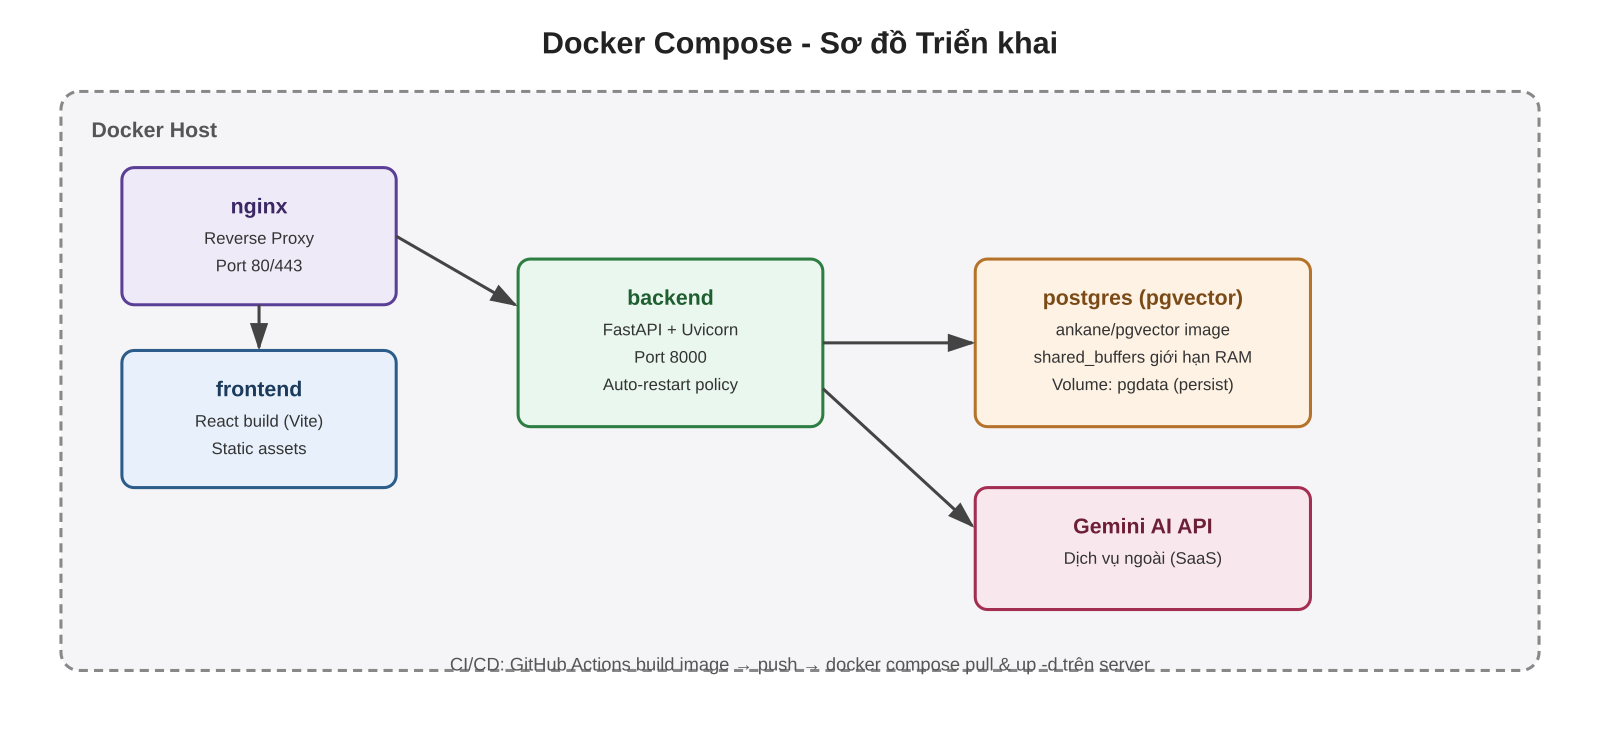 Docker Compose - Sơ đồ Triển khai
Docker Host
nginx
Reverse Proxy
Port 80/443
frontend
React build (Vite)
Static assets
backend
FastAPI + Uvicorn
Port 8000
Auto-restart policy
postgres (pgvector)
ankane/pgvector image
shared_buffers giới hạn RAM
Volume: pgdata (persist)
Gemini AI API
Dịch vụ ngoài (SaaS)
CI/CD: GitHub Actions build image → push → docker compose pull & up -d trên server